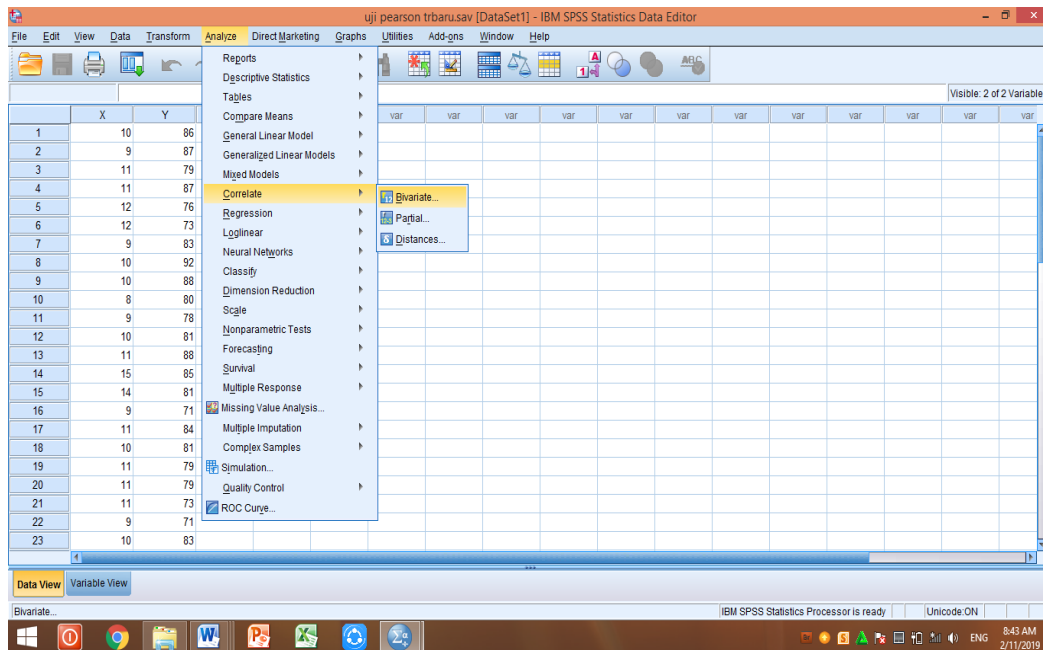 uji pearson trbaru.sav [DataSet1] - IBM SPSS Statistics Data Editor
File Edit View Data Transform Analyze Direct Marketing Graphs Utilities Add-ons Window Help
Visible: 2 of 2 Variable
X Y var var var var var var var var var var var var
1 10 86
2 9 87
3 11 79
4 11 87
5 12 76
6 12 73
7 9 83
8 10 92
9 10 88
10 8 80
11 9 78
12 10 81
13 11 88
14 15 85
15 14 81
16 9 71
17 11 84
18 10 81
19 11 79
20 11 79
21 11 73
22 9 71
23 10 83
Reports
Descriptive Statistics
Tables
Compare Means
General Linear Model
Generalized Linear Models
Mixed Models
Correlate
Regression
Loglinear
Neural Networks
Classify
Dimension Reduction
Scale
Nonparametric Tests
Forecasting
Survival
Multiple Response
Missing Value Analysis...
Multiple Imputation
Complex Samples
Simulation...
Quality Control
ROC Curve...
Bivariate...
Partial...
Distances...
Data View Variable View
Bivariate...
IBM SPSS Statistics Processor is ready Unicode:ON
ENG 8:43 AM
2/11/2019